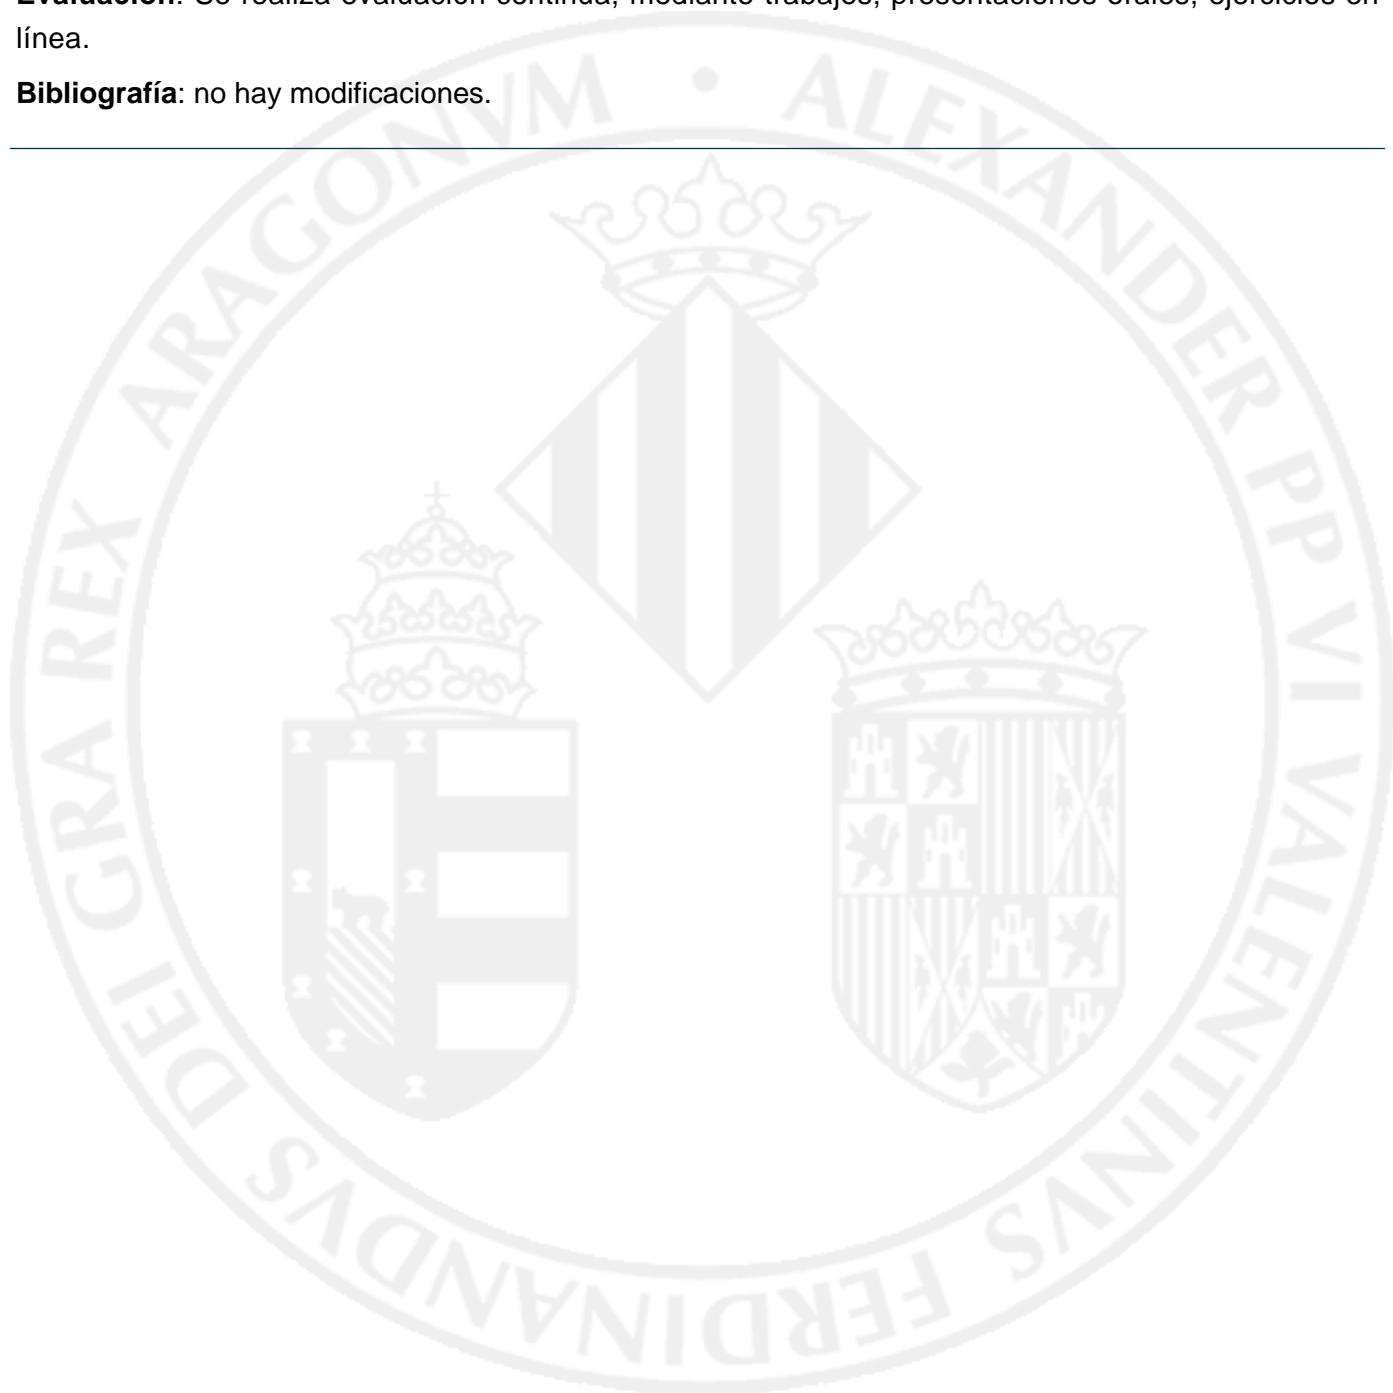 Evaluación: Se realiza evaluación continua, mediante trabajos, presentaciones orales, ejercicios en
línea.
Bibliografía: no hay modificaciones.
ALEXANDER PP VI VALENTINVS FERDINANDVS DEI GRA REX ARAGONVM